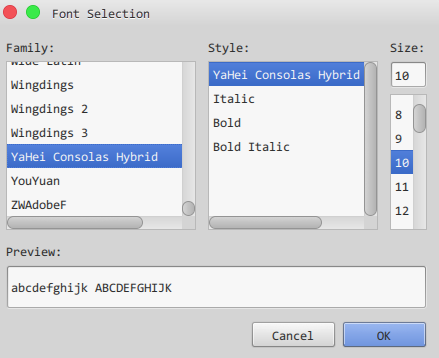 Font Selection
Family:
Wide Latin
Wingdings
Wingdings 2
Wingdings 3
YaHei Consolas Hybrid
YouYuan
ZWAdobeF
Style:
YaHei Consolas Hybrid
Italic
Bold
Bold Italic
Size:
10
8
9
10
11
12
Preview:
abcdefghijk ABCDEFGHIJK
Cancel
OK